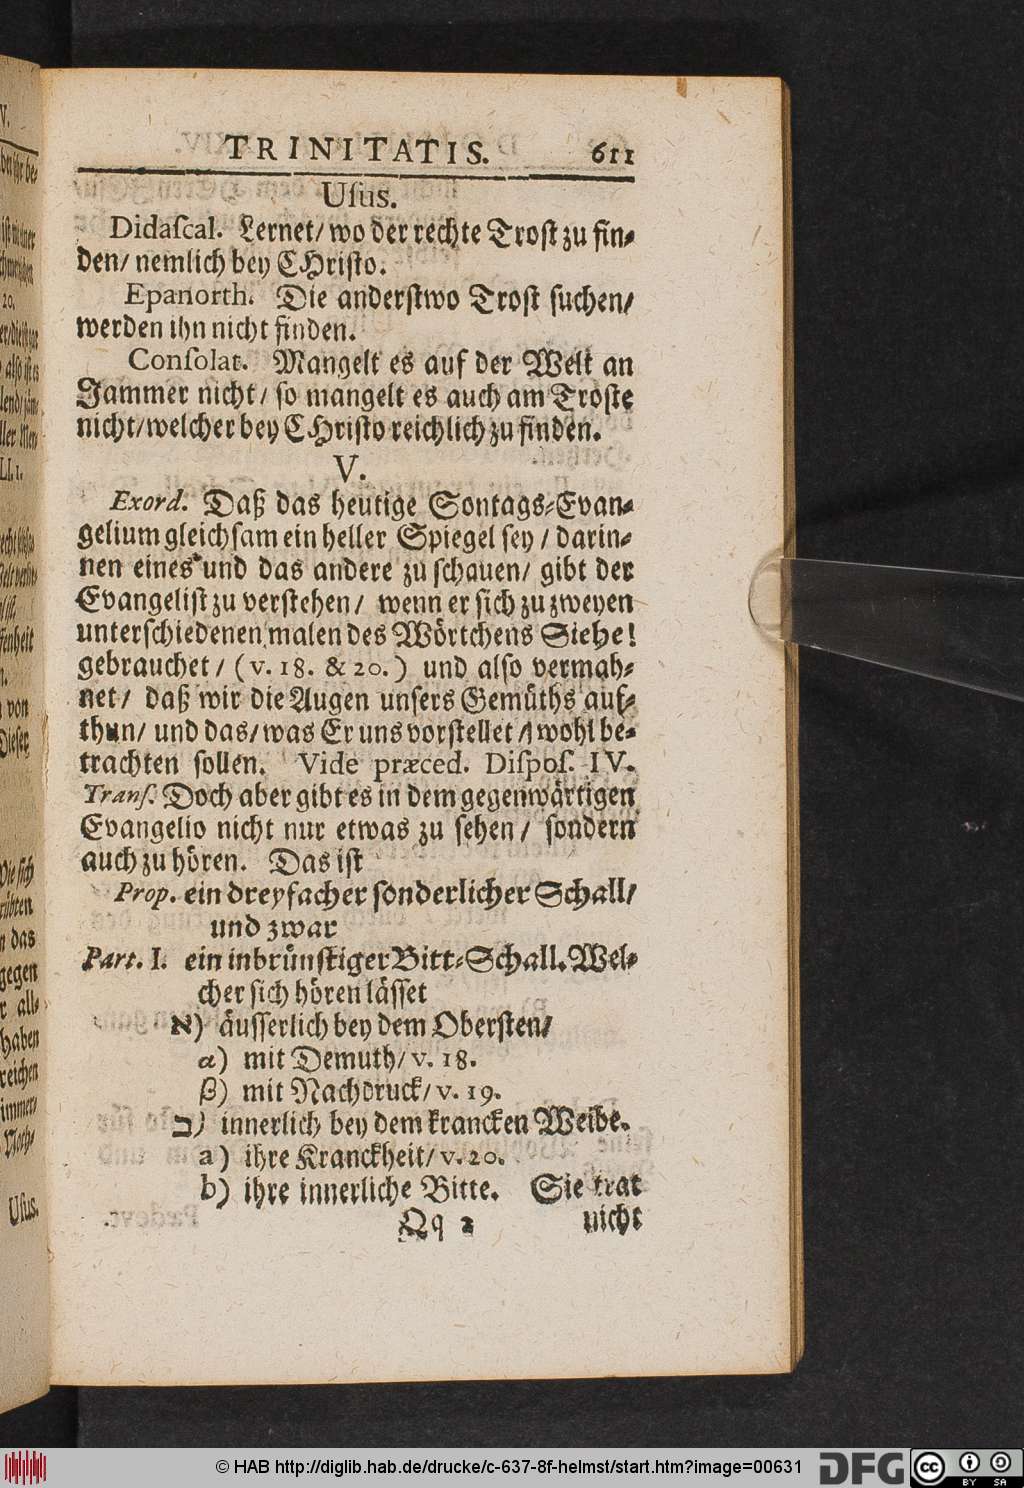 TRINITATIS. 611
Uſus.
Didaſcal. Lernet/ wo der rechte Troſt zu fin-
den/ nemlich bey CHriſto.
Epanorth. Die anderſtwo Troſt ſuchen/
werden ihn nicht finden.
Conſolat. Mangelt es auf der Welt an
Jammer nicht/ ſo mangelt es auch am Troſte
nicht/ welcher bey CHriſto reichlich zu finden.
V.
Exord. Daß das heutige Sontags-Evan-
gelium gleichſam ein heller Spiegel ſey/ darin-
nen eines und das andere zu ſchauen/ gibt der
Evangeliſt zu verſtehen/ wenn er ſich zu zweyen
unterſchiedenen malen des Wörtchens Siehe!
gebrauchet/ (v. 18. & 20.) und alſo vermah-
net/ daß wir die Augen unſers Gemüths auf-
thun/ und das/ was Er uns vorſtellet/ wohl be-
trachten ſollen. Vide præced. Diſpoſ. IV.
Tranſ. Doch aber gibt es in dem gegenwärtigen
Evangelio nicht nur etwas zu ſehen/ ſondern
auch zu hören. Das iſt
Prop. ein dreyfacher ſonderlicher Schall/
und zwar
Part. I. ein inbrünſtiger Bitt-Schall. Wel-
cher ſich hören läſſet
א) äuſſerlich bey dem Oberſten/
α) mit Demuth/ v. 18.
β) mit Nachdruck/ v. 19.
ב) innerlich bey dem krancken Weibe.
a) ihre Kranckheit/ v. 20.
b) ihre innerliche Bitte. Sie trat
Qq 2 nicht
© HAB http://diglib.hab.de/drucke/c-637-8f-helmst/start.htm?image=00631
DFG
cc BY SA